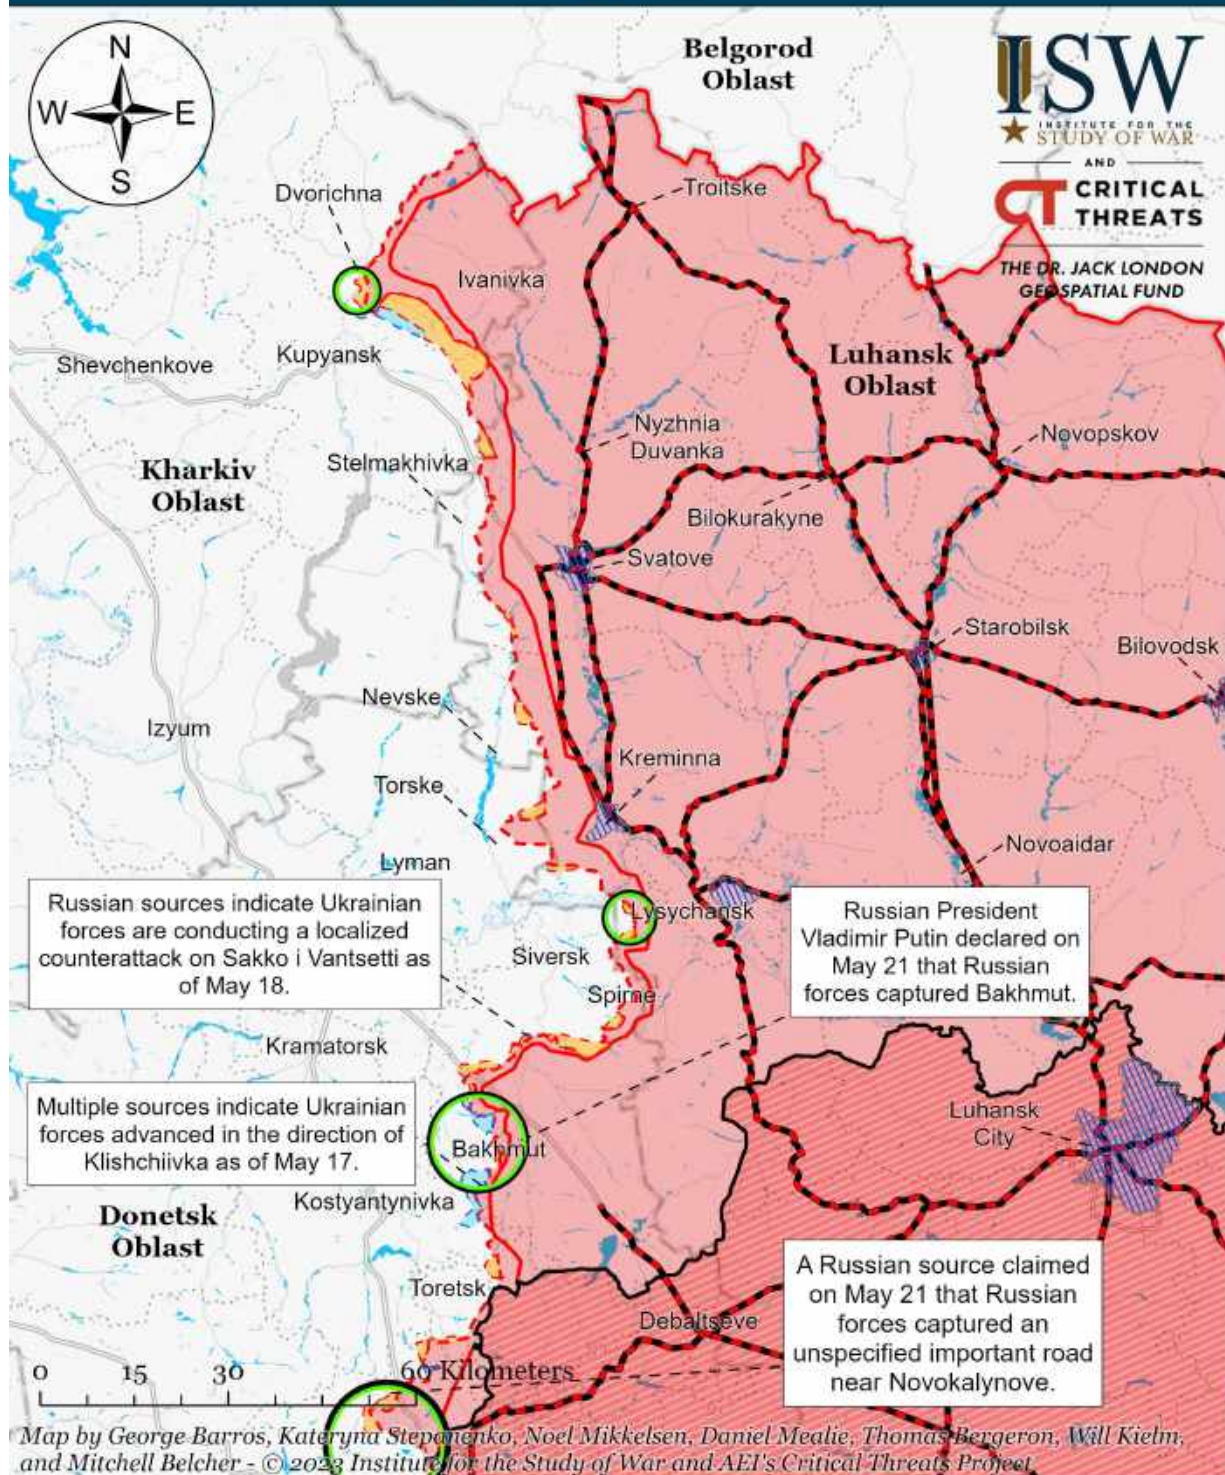 N
W E
S
Belgorod
Oblast
ISW
INSTITUTE FOR THE
STUDY OF WAR
AND
CT CRITICAL
THREATS
THE DR. JACK LONDON
GEOSPATIAL FUND
Dvorichna
Troitske
Ivanivka
Shevchenkove
Kupyansk
Luhansk
Oblast
Nyzhnia
Duvanka
Novopskov
Kharkiv
Oblast
Stelmakhivka
Bilokurakyne
Svatove
Starobilsk
Bilovodsk
Nevske
Izyum
Kreminna
Torske
Novoaidar
Lyman
Russian sources indicate Ukrainian
forces are conducting a localized
counterattack on Sakko i Vantsetti as
of May 18.
Lysychansk
Russian President
Vladimir Putin declared on
May 21 that Russian
forces captured Bakhmut.
Siversk
Spirne
Kramatorsk
Multiple sources indicate Ukrainian
forces advanced in the direction of
Klishchiivka as of May 17.
Luhansk
City
Bakhmut
Kostyantynivka
Donetsk
Oblast
A Russian source claimed
on May 21 that Russian
forces captured an
unspecified important road
near Novokalynove.
Toretsk
Debaltseve
0 15 30 60 Kilometers
Map by George Barros, Kateryna Stepanenko, Noel Mikkelsen, Daniel Mealie, Thomas Bergeron, Will Kielm,
and Mitchell Belcher - © 2023 Institute for the Study of War and AEI's Critical Threats Project